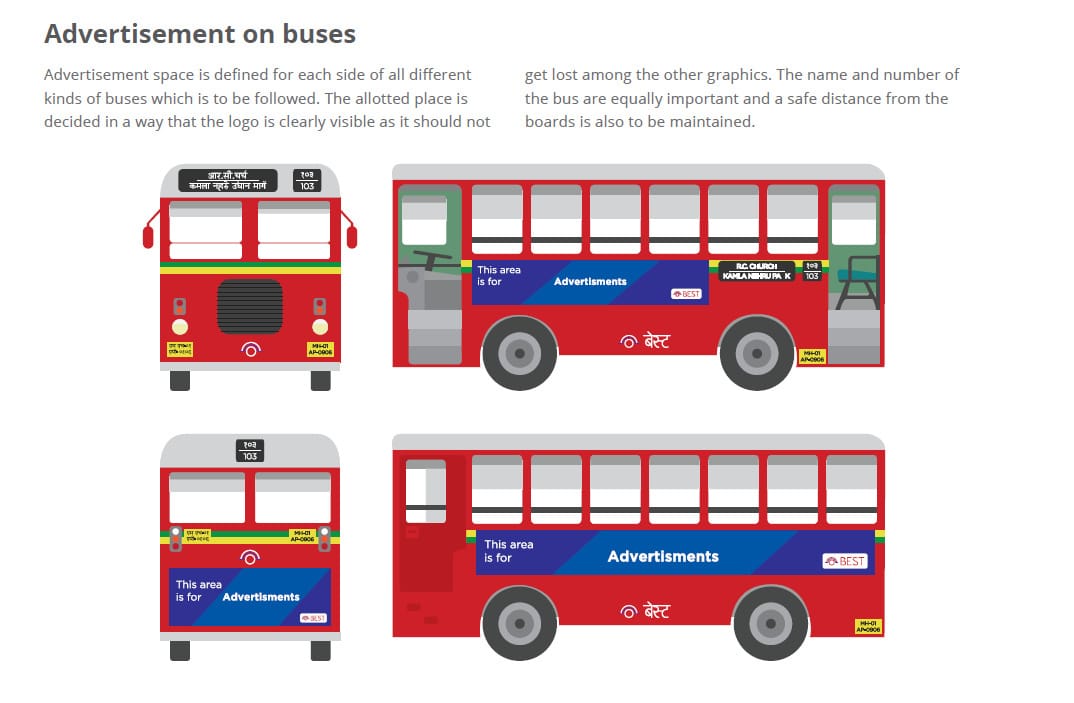 Advertisement on buses
Advertisement space is defined for each side of all different
kinds of buses which is to be followed. The allotted place is
decided in a way that the logo is clearly visible as it should not
get lost among the other graphics. The name and number of
the bus are equally important and a safe distance from the
boards is also to be maintained.
आर.सी.चर्च
कमला नेहरु उद्यान मार्ग
१०३
103
MH-01
AP-0906
This area
is for
Advertisments
BEST
R.C. CHURCH
१०३
103
बेस्ट
MH-01
AP-0906
१०३
103
MH-01
AP-0906
This area
is for
Advertisments
BEST
This area
is for
Advertisments
BEST
बेस्ट
MH-01
AP-0906